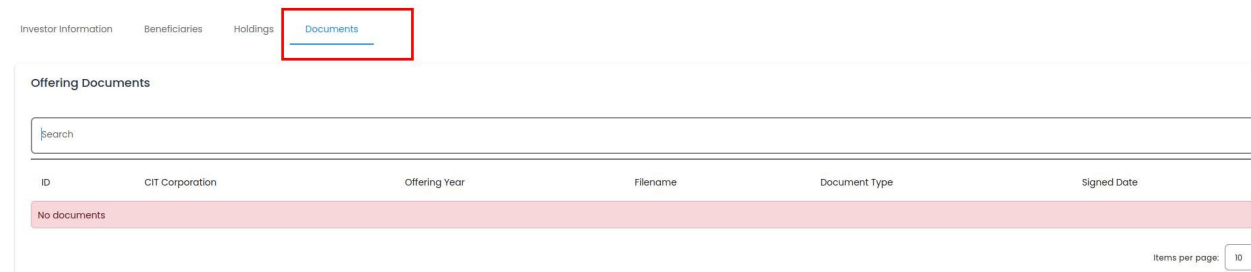 Investor Information Beneficiaries Holdings Documents
Offering Documents
Search
ID CIT Corporation Offering Year Filename Document Type Signed Date
No documents
Items per page: 10